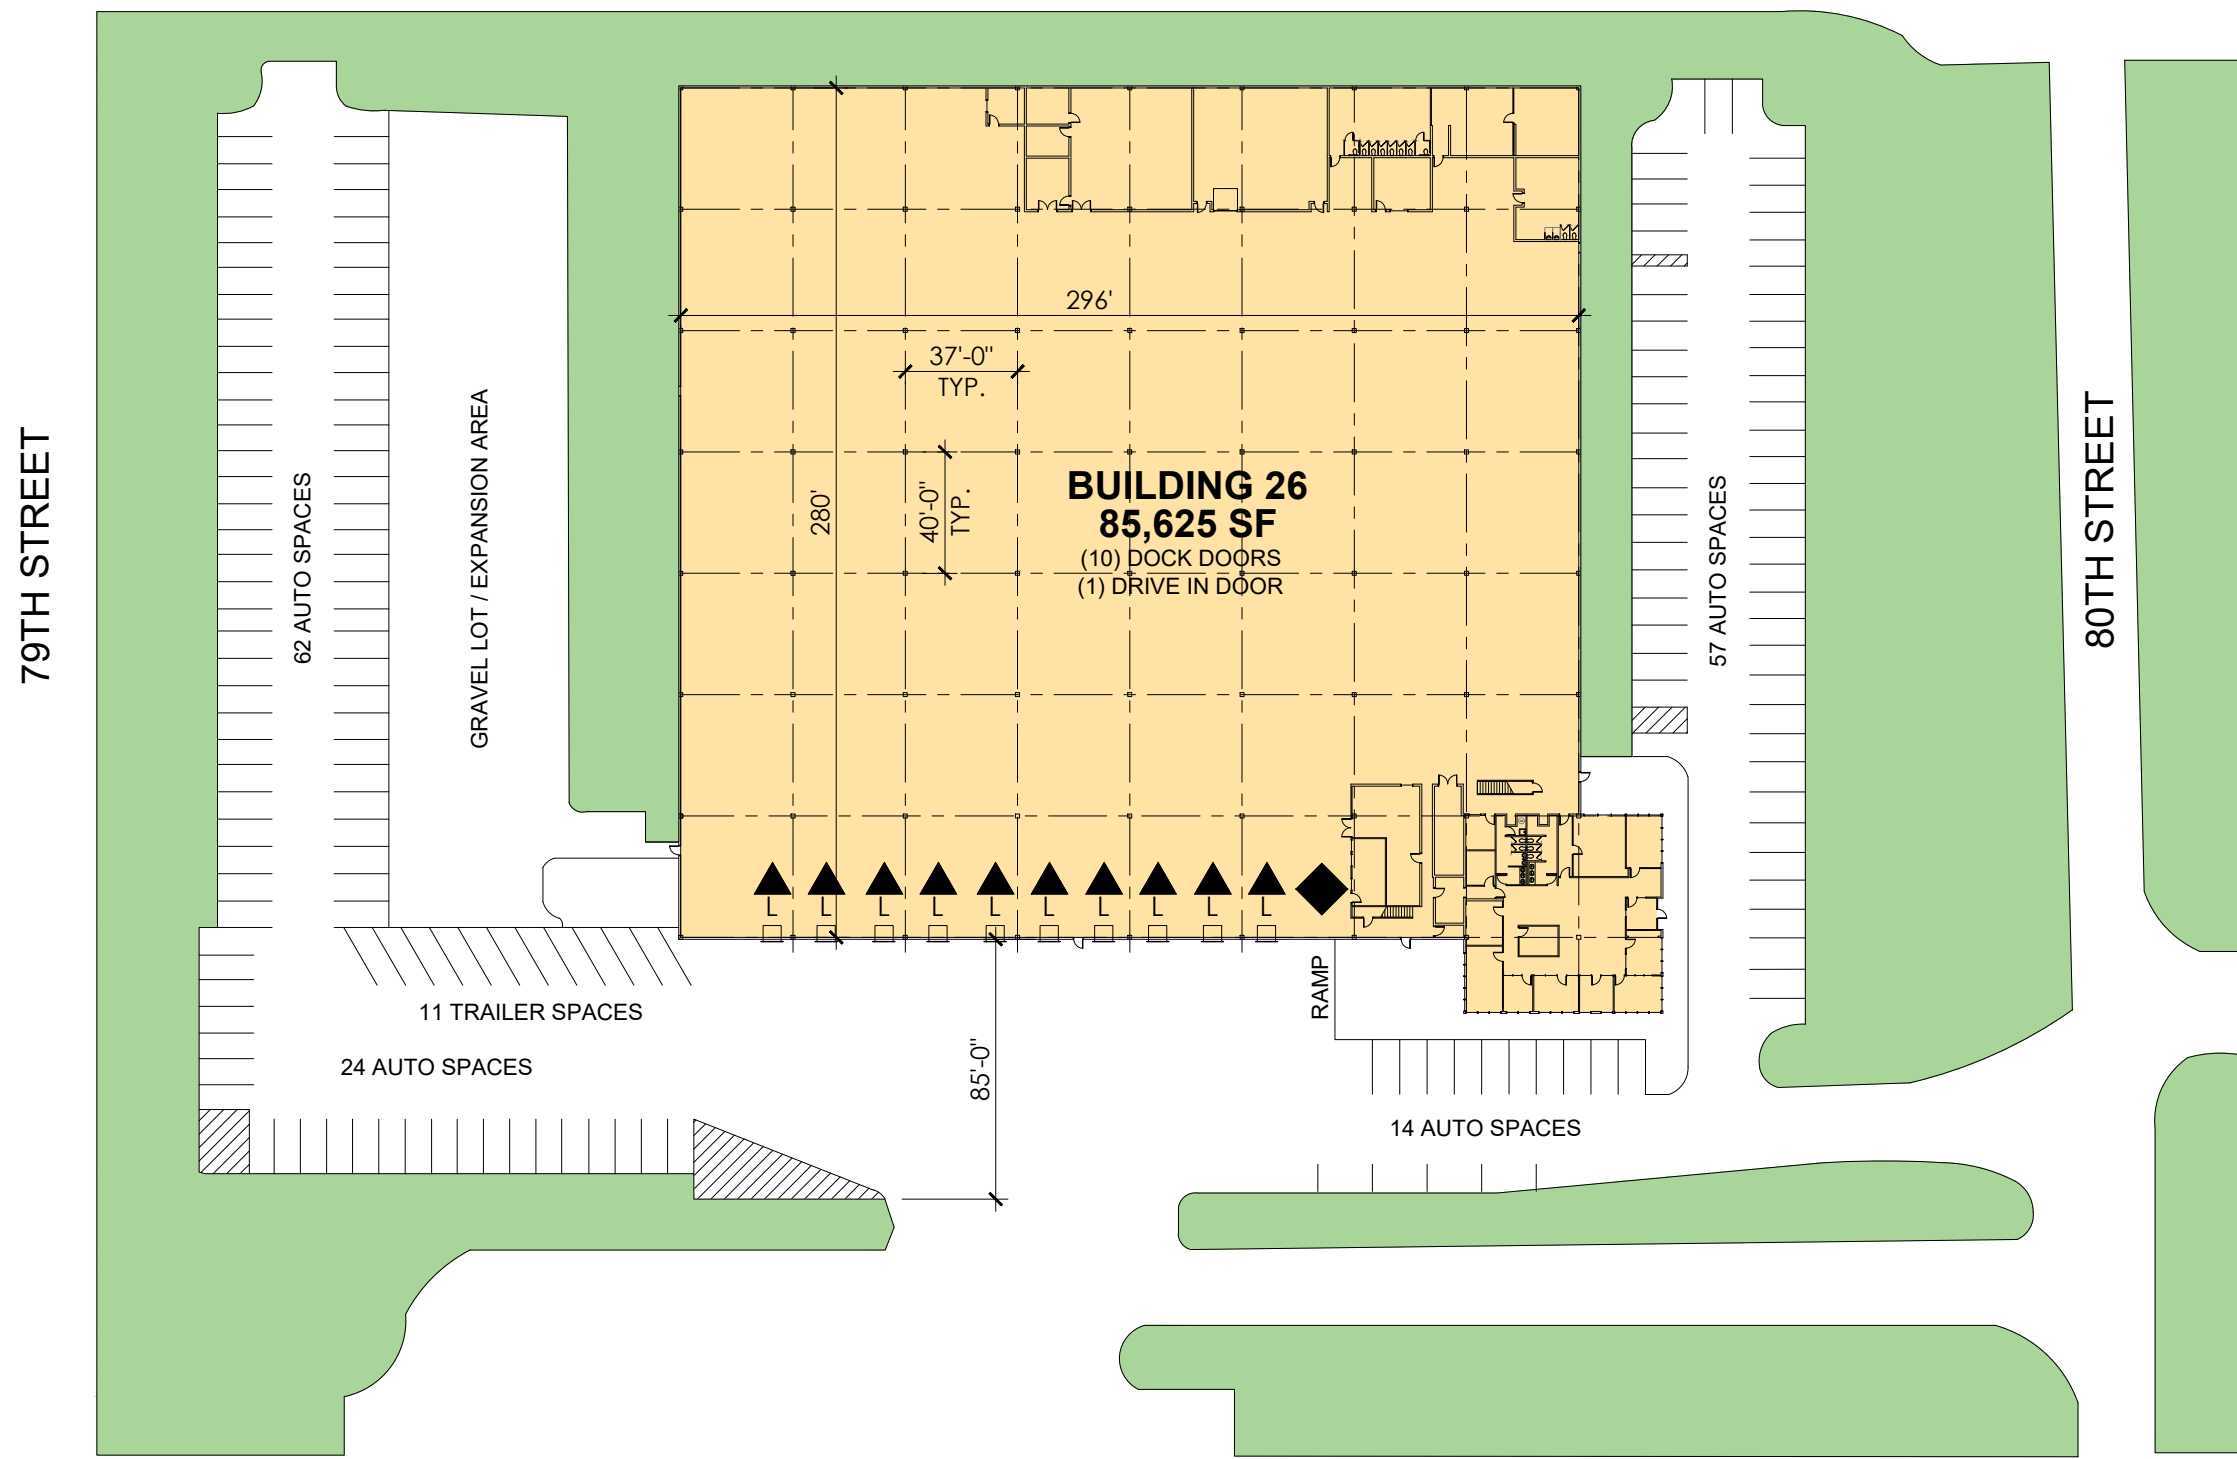 79TH STREET
62 AUTO SPACES
GRAVEL LOT / EXPANSION AREA
296'
37'-0"
TYP.
280'
40'-0"
TYP.
BUILDING 26
85,625 SF
(10) DOCK DOORS
(1) DRIVE IN DOOR
57 AUTO SPACES
80TH STREET
L L L L L L L L L L
RAMP
11 TRAILER SPACES
24 AUTO SPACES
85'-0"
14 AUTO SPACES